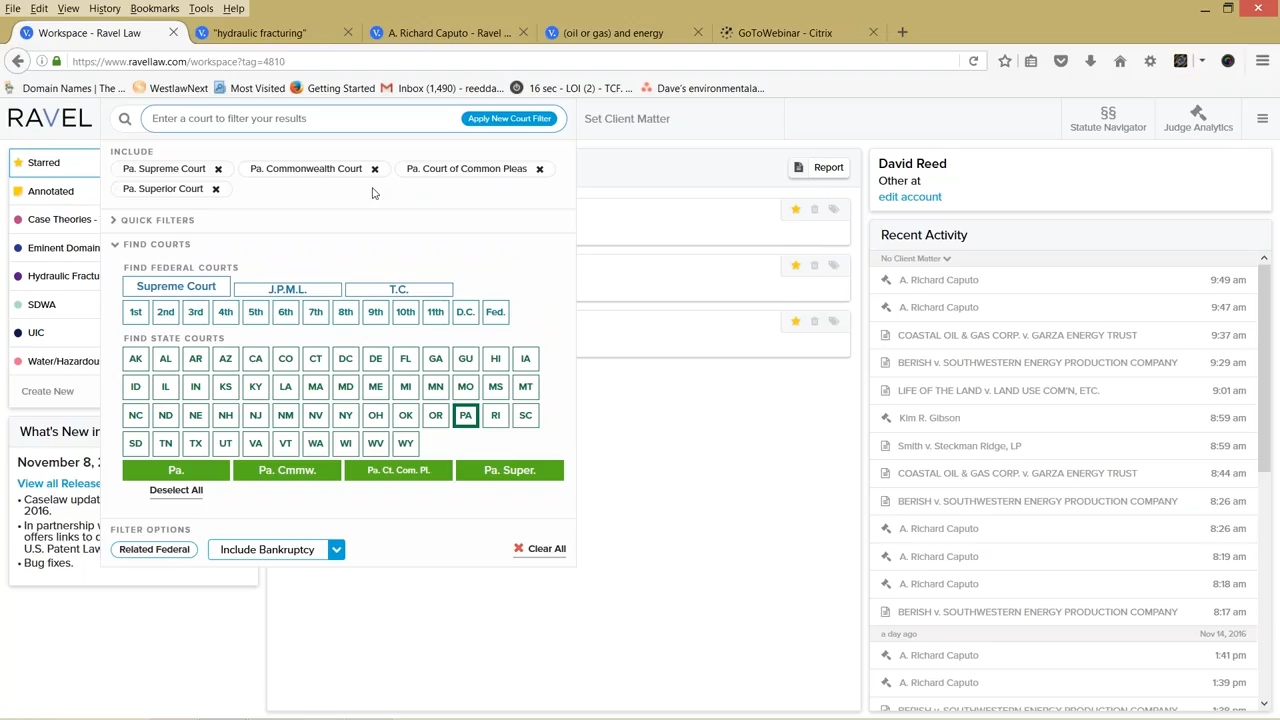 File Edit View History Bookmarks Tools Help
Workspace - Ravel Law
"hydraulic fracturing"
A. Richard Caputo - Ravel ...
(oil or gas) and energy
GoToWebinar - Citrix
https://www.ravellaw.com/workspace?tag=4810
Domain Names | The ... WestlawNext Most Visited Getting Started Inbox (1,490) - reedda... 16 sec - LOI (2) - TCF. ... Dave's environmentala...
RAVEL
Enter a court to filter your results
Apply New Court Filter
Set Client Matter
Statute Navigator
Judge Analytics
Starred
Annotated
Case Theories -
Eminent Domain
Hydraulic Fractu
SDWA
UIC
Water/Hazardous
Create New
What's New in
November 8, 2
View all Release
• Caselaw updat
2016.
• In partnership w
offers links to d
U.S. Patent Law
• Bug fixes.
INCLUDE
Pa. Supreme Court
Pa. Commonwealth Court
Pa. Court of Common Pleas
Pa. Superior Court
QUICK FILTERS
FIND COURTS
FIND FEDERAL COURTS
Supreme Court J.P.M.L. T.C.
1st 2nd 3rd 4th 5th 6th 7th 8th 9th 10th 11th D.C. Fed.
FIND STATE COURTS
AK AL AR AZ CA CO CT DC DE FL GA GU HI IA
ID IL IN KS KY LA MA MD ME MI MN MO MS MT
NC ND NE NH NJ NM NV NY OH OK OR PA RI SC
SD TN TX UT VA VT WA WI WV WY
Pa. Pa. Cmmw. Pa. Ct. Com. Pl. Pa. Super.
Deselect All
FILTER OPTIONS
Related Federal
Include Bankruptcy
Clear All
Report
David Reed
Other at
edit account
Recent Activity
No Client Matter
A. Richard Caputo 9:49 am
A. Richard Caputo 9:47 am
COASTAL OIL & GAS CORP. v. GARZA ENERGY TRUST 9:37 am
BERISH v. SOUTHWESTERN ENERGY PRODUCTION COMPANY 9:29 am
LIFE OF THE LAND v. LAND USE COM'N, ETC. 9:01 am
Kim R. Gibson 8:59 am
Smith v. Steckman Ridge, LP 8:59 am
COASTAL OIL & GAS CORP. v. GARZA ENERGY TRUST 8:44 am
BERISH v. SOUTHWESTERN ENERGY PRODUCTION COMPANY 8:26 am
A. Richard Caputo 8:26 am
A. Richard Caputo 8:19 am
A. Richard Caputo 8:18 am
BERISH v. SOUTHWESTERN ENERGY PRODUCTION COMPANY 8:17 am
a day ago Nov 14, 2016
A. Richard Caputo 1:41 pm
A. Richard Caputo 1:39 pm
BERISH v. SOUTHWESTERN ENERGY PRODUCTION COMPANY 1:38 pm